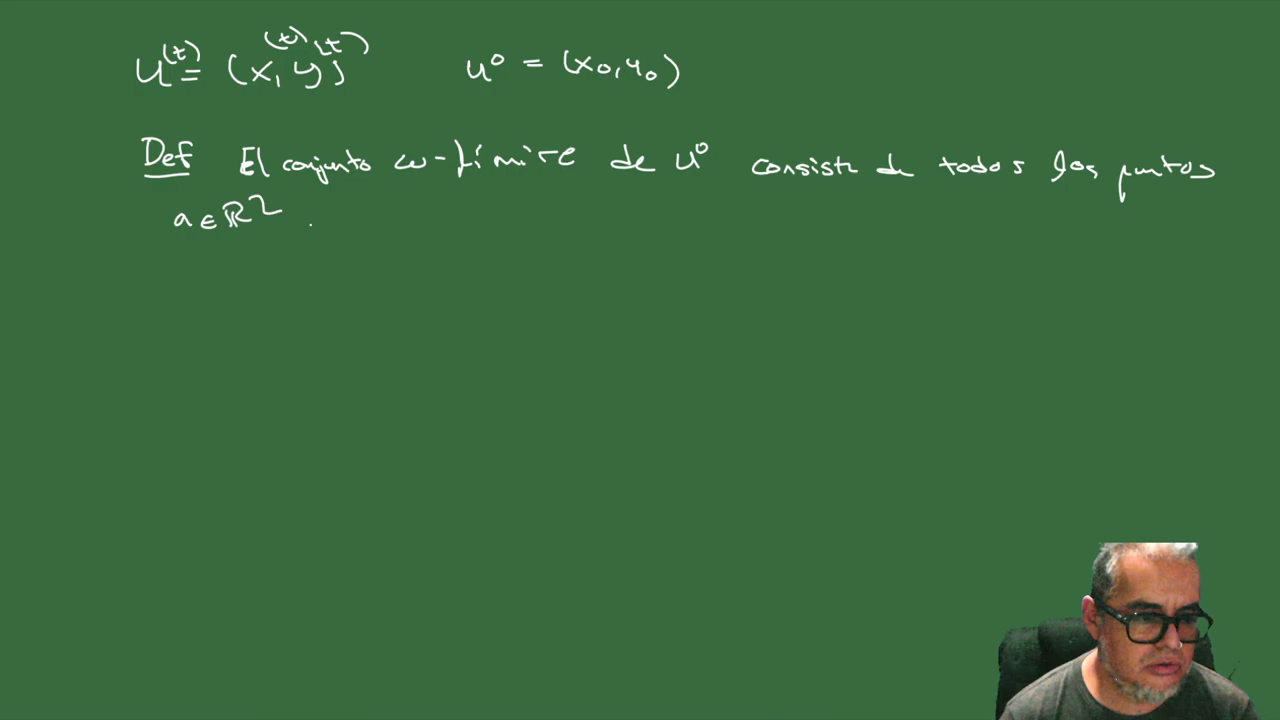 u(t) = (x(t), y(t))    u⁰ = (x₀, y₀)
Def El conjunto ω-límite de u⁰ consiste de todos los puntos
a ∈ ℝ²